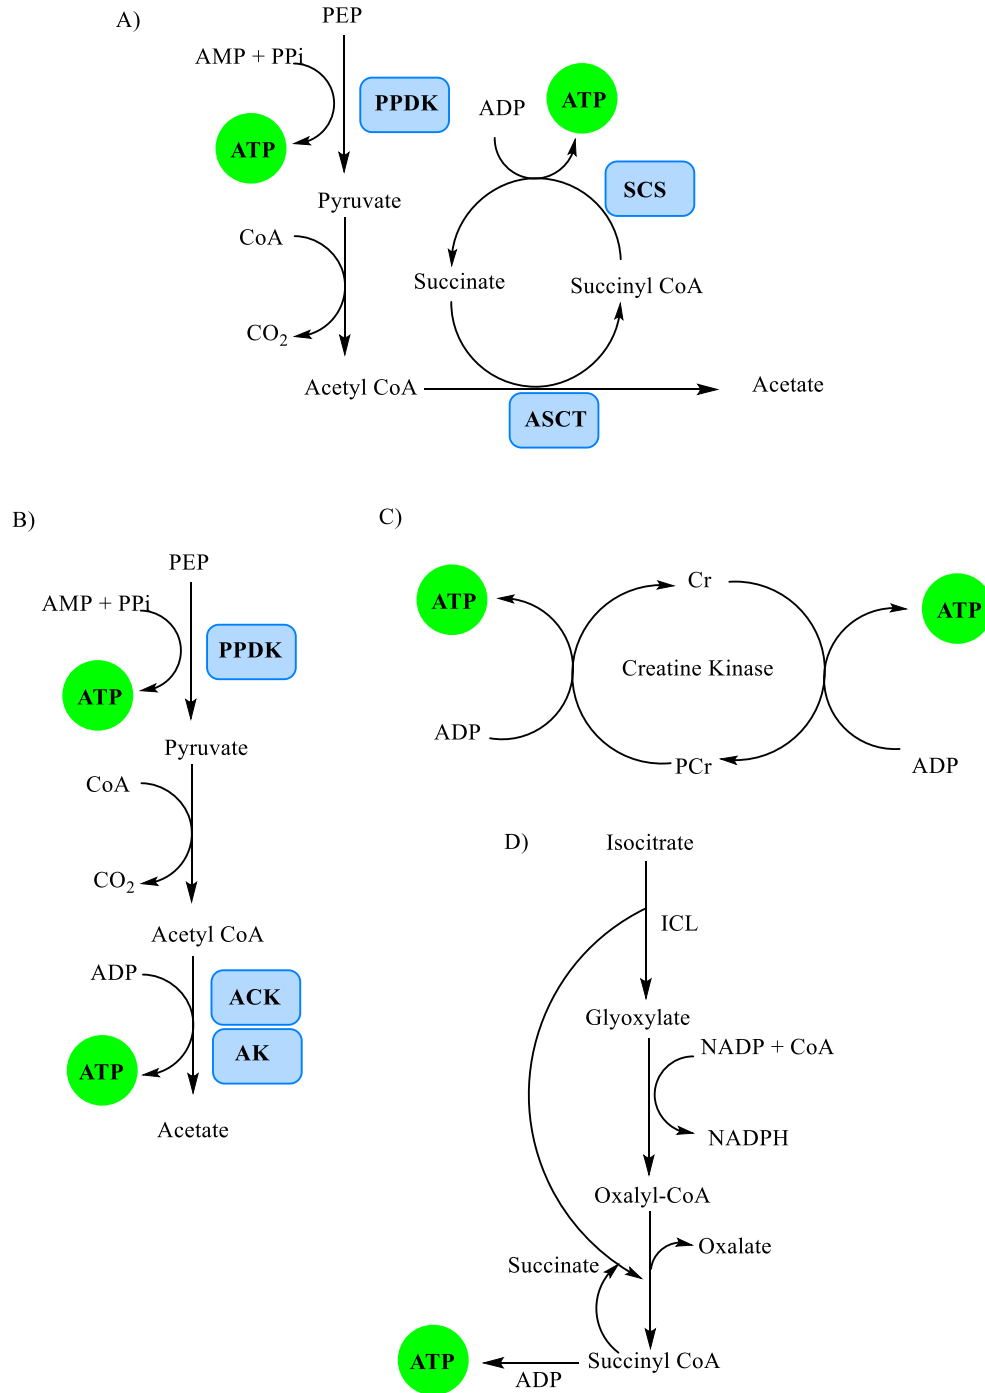 A)
PEP
AMP + PPi
PPDK
ATP
ADP
ATP
SCS
Pyruvate
CoA
Succinate
Succinyl CoA
CO2
Acetyl CoA
Acetate
ASCT
B)
PEP
AMP + PPi
PPDK
ATP
Pyruvate
CoA
CO2
Acetyl CoA
ADP
ACK
AK
ATP
Acetate
C)
ATP
Cr
ATP
Creatine Kinase
ADP
PCr
ADP
D)
Isocitrate
ICL
Glyoxylate
NADP + CoA
NADPH
Oxalyl-CoA
Oxalate
Succinate
Succinyl CoA
ADP
ATP